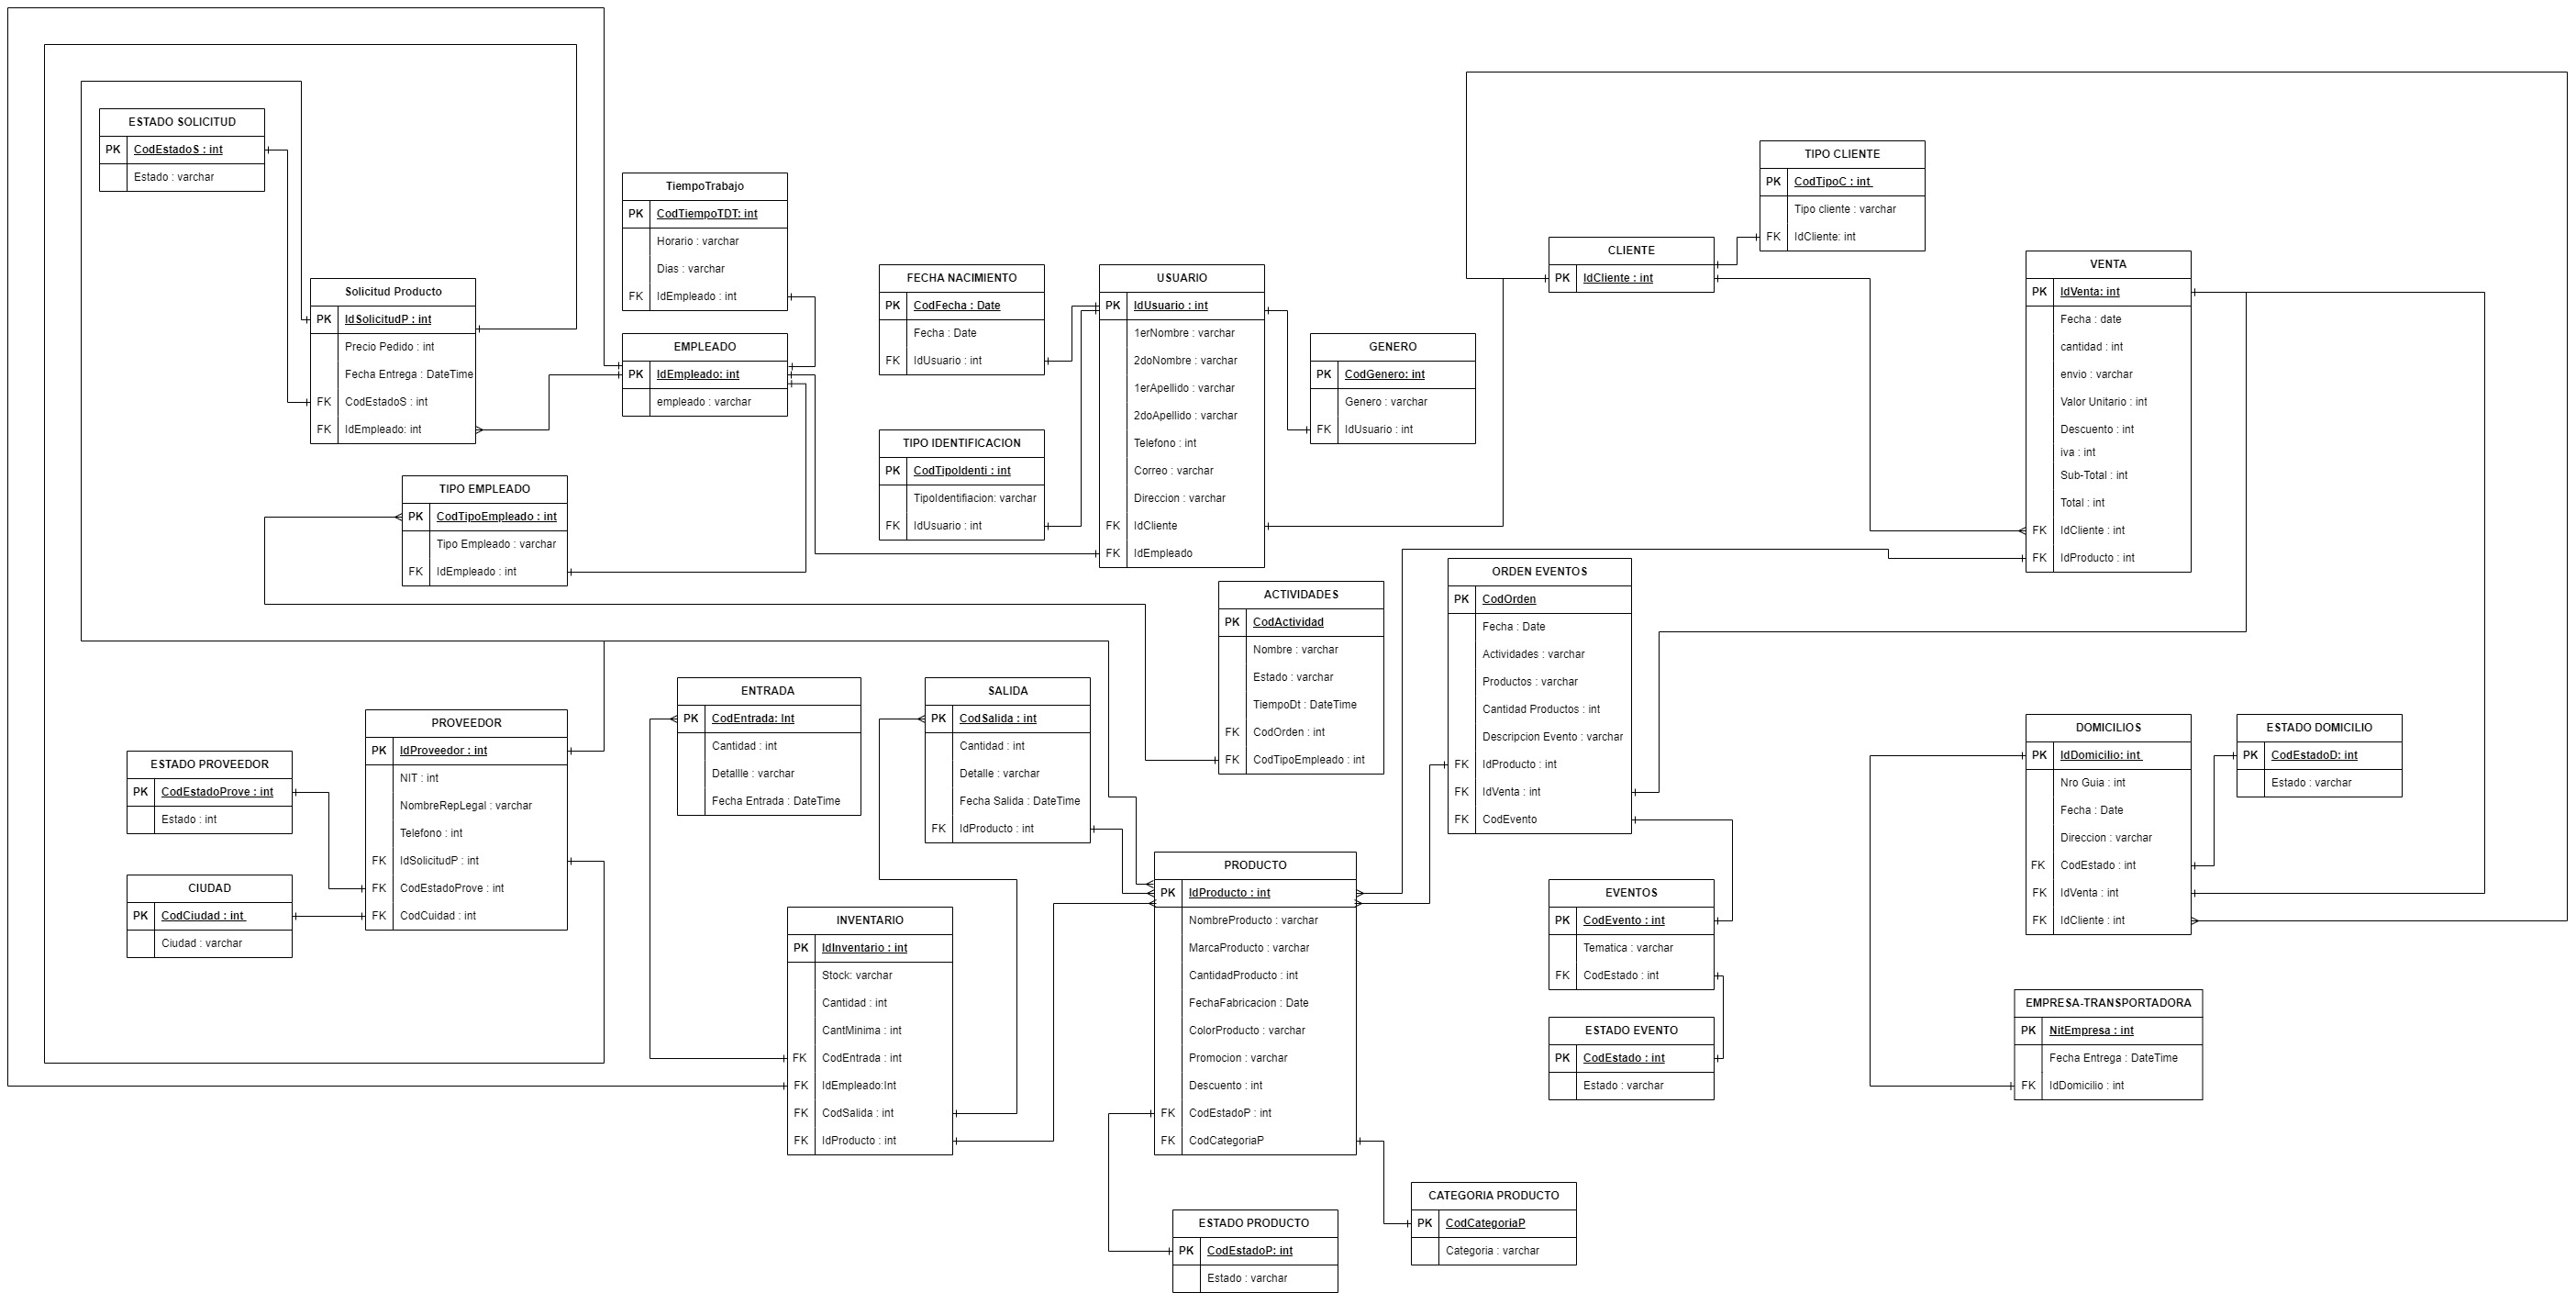 ESTADO SOLICITUD
PK CodEstadoS : int
Estado : varchar
Solicitud Producto
PK IdSolicitudP : int
Precio Pedido : int
Fecha Entrega : DateTime
FK CodEstadoS : int
FK IdEmpleado: int
TiempoTrabajo
PK CodTiempoTDT: int
Horario : varchar
Dias : varchar
FK IdEmpleado : int
EMPLEADO
PK IdEmpleado: int
empleado : varchar
TIPO EMPLEADO
PK CodTipoEmpleado : int
Tipo Empleado : varchar
FK IdEmpleado : int
FECHA NACIMIENTO
PK CodFecha : Date
Fecha : Date
FK IdUsuario : int
TIPO IDENTIFICACION
PK CodTipoIdenti : int
TipoIdentifiacion: varchar
FK IdUsuario : int
USUARIO
PK IdUsuario : int
1erNombre : varchar
2doNombre : varchar
1erApellido : varchar
2doApellido : varchar
Telefono : int
Correo : varchar
Direccion : varchar
FK IdCliente
FK IdEmpleado
GENERO
PK CodGenero: int
Genero : varchar
FK IdUsuario : int
CLIENTE
PK IdCliente : int
TIPO CLIENTE
PK CodTipoC : int
Tipo cliente : varchar
FK IdCliente: int
VENTA
PK IdVenta: int
Fecha : date
cantidad : int
envio : varchar
Valor Unitario : int
Descuento : int
iva : int
Sub-Total : int
Total : int
FK IdCliente : int
FK IdProducto : int
ACTIVIDADES
PK CodActividad
Nombre : varchar
Estado : varchar
TiempoDt : DateTime
FK CodOrden : int
FK CodTipoEmpleado : int
ORDEN EVENTOS
PK CodOrden
Fecha : Date
Actividades : varchar
Productos : varchar
Cantidad Productos : int
Descripcion Evento : varchar
FK IdProducto : int
FK IdVenta : int
FK CodEvento
PROVEEDOR
PK IdProveedor : int
NIT : int
NombreRepLegal : varchar
Telefono : int
FK IdSolicitudP : int
FK CodEstadoProve : int
FK CodCuidad : int
ESTADO PROVEEDOR
PK CodEstadoProve : int
Estado : int
CIUDAD
PK CodCiudad : int
Ciudad : varchar
ENTRADA
PK CodEntrada: Int
Cantidad : int
Detallle : varchar
Fecha Entrada : DateTime
SALIDA
PK CodSalida : int
Cantidad : int
Detalle : varchar
Fecha Salida : DateTime
FK IdProducto : int
INVENTARIO
PK IdInventario : int
Stock: varchar
Cantidad : int
CantMinima : int
FK CodEntrada : int
FK IdEmpleado:Int
FK CodSalida : int
FK IdProducto : int
PRODUCTO
PK IdProducto : int
NombreProducto : varchar
MarcaProducto : varchar
CantidadProducto : int
FechaFabricacion : Date
ColorProducto : varchar
Promocion : varchar
Descuento : int
FK CodEstadoP : int
FK CodCategoriaP
EVENTOS
PK CodEvento : int
Tematica : varchar
FK CodEstado : int
ESTADO EVENTO
PK CodEstado : int
Estado : varchar
DOMICILIOS
PK IdDomicilio: int
Nro Guia : int
Fecha : Date
Direccion : varchar
FK CodEstado : int
FK IdVenta : int
FK IdCliente : int
ESTADO DOMICILIO
PK CodEstadoD: int
Estado : varchar
EMPRESA-TRANSPORTADORA
PK NitEmpresa : int
Fecha Entrega : DateTime
FK IdDomicilio : int
CATEGORIA PRODUCTO
PK CodCategoriaP
Categoria : varchar
ESTADO PRODUCTO
PK CodEstadoP: int
Estado : varchar